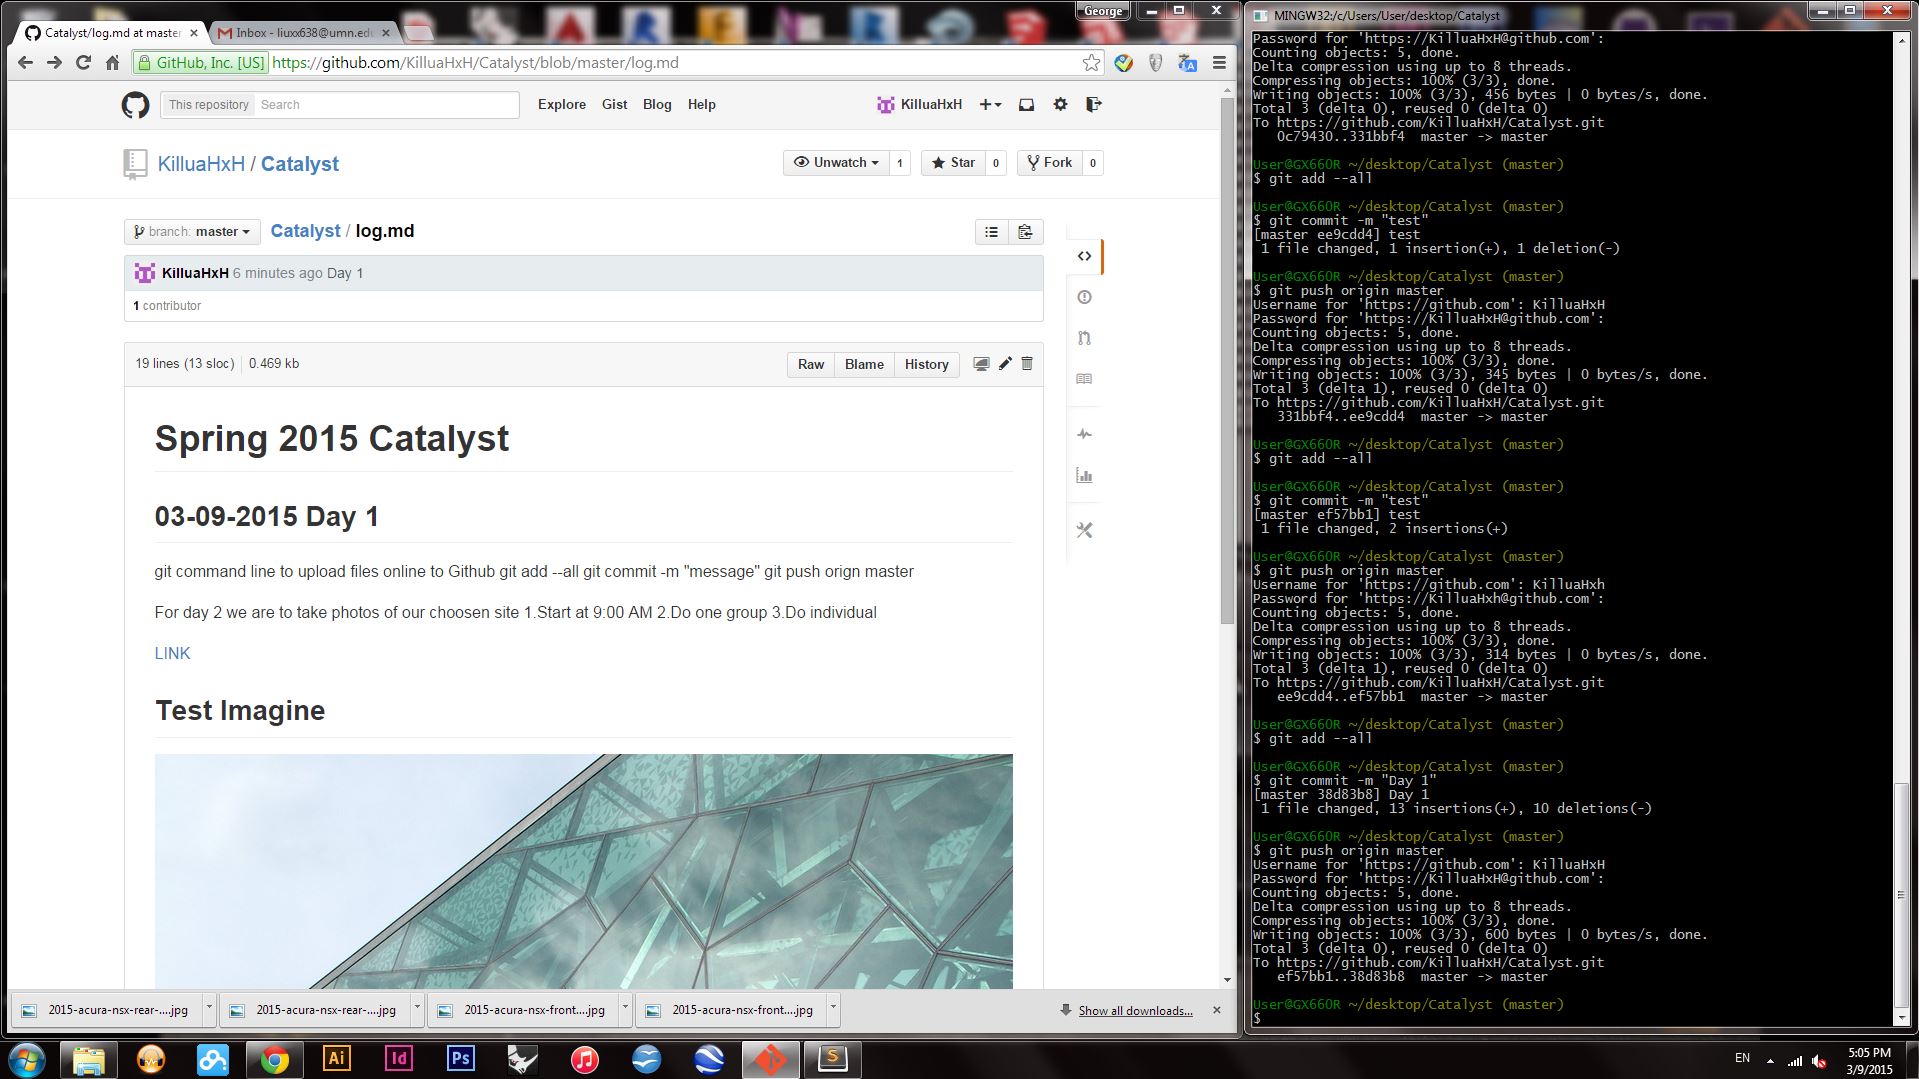 George
Catalyst/log.md at master
Inbox - liuxx638@umn.edu
GitHub, Inc. [US] https://github.com/KilluaHxH/Catalyst/blob/master/log.md
This repository Search Explore Gist Blog Help KilluaHxH
KilluaHxH / Catalyst
Unwatch 1 Star 0 Fork 0
branch: master Catalyst / log.md
KilluaHxH 6 minutes ago Day 1
1 contributor
19 lines (13 sloc) 0.469 kb Raw Blame History
Spring 2015 Catalyst
03-09-2015 Day 1
git command line to upload files online to Github git add --all git commit -m "message" git push orign master
For day 2 we are to take photos of our choosen site 1.Start at 9:00 AM 2.Do one group 3.Do individual
LINK
Test Imagine
2015-acura-nsx-rear-....jpg 2015-acura-nsx-rear-....jpg 2015-acura-nsx-front....jpg 2015-acura-nsx-front....jpg Show all downloads...
MINGW32:/c/Users/User/desktop/Catalyst
Password for 'https://KilluaHxH@github.com':
Counting objects: 5, done.
Delta compression using up to 8 threads.
Compressing objects: 100% (3/3), done.
Writing objects: 100% (3/3), 456 bytes | 0 bytes/s, done.
Total 3 (delta 0), reused 0 (delta 0)
To https://github.com/KilluaHxH/Catalyst.git
0c79430..331bbf4 master -> master
User@GX660R ~/desktop/Catalyst (master)
$ git add --all
User@GX660R ~/desktop/Catalyst (master)
$ git commit -m "test"
[master ee9cdd4] test
1 file changed, 1 insertion(+), 1 deletion(-)
User@GX660R ~/desktop/Catalyst (master)
$ git push origin master
Username for 'https://github.com': KilluaHxH
Password for 'https://KilluaHxH@github.com':
Counting objects: 5, done.
Delta compression using up to 8 threads.
Compressing objects: 100% (3/3), done.
Writing objects: 100% (3/3), 345 bytes | 0 bytes/s, done.
Total 3 (delta 1), reused 0 (delta 0)
To https://github.com/KilluaHxH/Catalyst.git
331bbf4..ee9cdd4 master -> master
User@GX660R ~/desktop/Catalyst (master)
$ git add --all
User@GX660R ~/desktop/Catalyst (master)
$ git commit -m "test"
[master ef57bb1] test
1 file changed, 2 insertions(+)
User@GX660R ~/desktop/Catalyst (master)
$ git push origin master
Username for 'https://github.com': KilluaHxh
Password for 'https://KilluaHxh@github.com':
Counting objects: 5, done.
Delta compression using up to 8 threads.
Compressing objects: 100% (3/3), done.
Writing objects: 100% (3/3), 314 bytes | 0 bytes/s, done.
Total 3 (delta 1), reused 0 (delta 0)
To https://github.com/KilluaHxH/Catalyst.git
ee9cdd4..ef57bb1 master -> master
User@GX660R ~/desktop/Catalyst (master)
$ git add --all
User@GX660R ~/desktop/Catalyst (master)
$ git commit -m "Day 1"
[master 38d83b8] Day 1
1 file changed, 13 insertions(+), 10 deletions(-)
User@GX660R ~/desktop/Catalyst (master)
$ git push origin master
Username for 'https://github.com': KilluaHxH
Password for 'https://KilluaHxH@github.com':
Counting objects: 5, done.
Delta compression using up to 8 threads.
Compressing objects: 100% (3/3), done.
Writing objects: 100% (3/3), 600 bytes | 0 bytes/s, done.
Total 3 (delta 0), reused 0 (delta 0)
To https://github.com/KilluaHxH/Catalyst.git
ef57bb1..38d83b8 master -> master
User@GX660R ~/desktop/Catalyst (master)
$
Ai Id Ps S EN 5:05 PM
3/9/2015